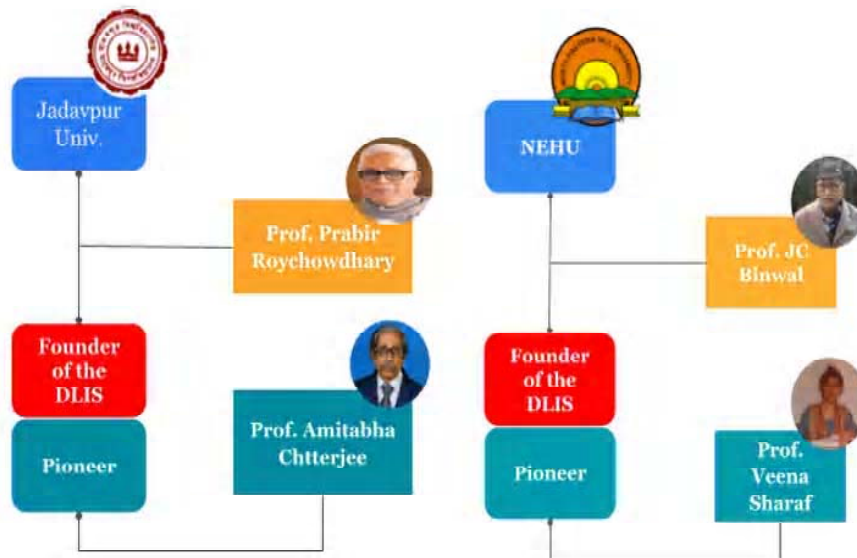 Jadavpur
Univ.
Prof. Prabir
Roychowdhary
Founder
of the
DLIS
Prof. Amitabha
Chtterjee
Pioneer
NEHU
Prof. JC
Binwal
Founder
of the
DLIS
Prof.
Veena
Sharaf
Pioneer